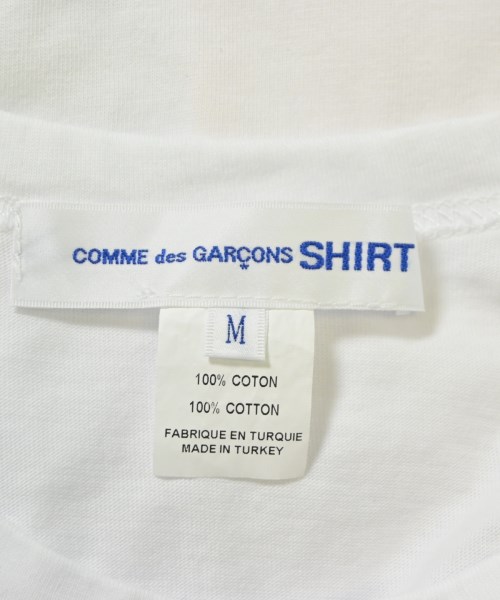 COMME des GARÇONS SHIRT
M
100% COTON
100% COTTON
FABRIQUE EN TURQUIE
MADE IN TURKEY